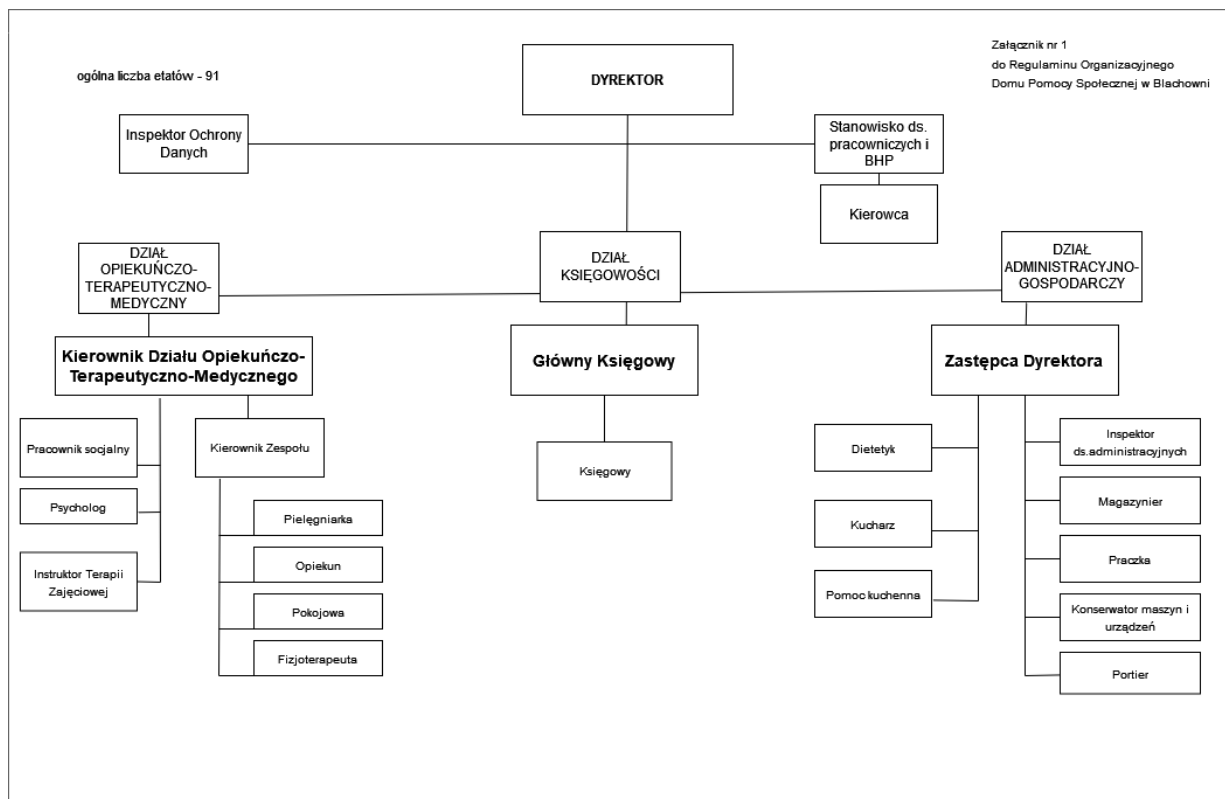 ogólna liczba etatów - 91
DYREKTOR
Załącznik nr 1
do Regulaminu Organizacyjnego
Domu Pomocy Społecznej w Blachowni
Inspektor Ochrony
Danych
Stanowisko ds.
pracowniczych i
BHP
Kierowca
DZIAŁ
OPIEKUŃCZO-
TERAPEUTYCZNO-
MEDYCZNY
DZIAŁ
KSIĘGOWOŚCI
DZIAŁ
ADMINISTRACYJNO-
GOSPODARCZY
Kierownik Działu Opiekuńczo-
Terapeutyczno-Medycznego
Główny Księgowy
Zastępca Dyrektora
Pracownik socjalny
Psycholog
Instruktor Terapii
Zajęciowej
Kierownik Zespołu
Pielęgniarka
Opiekun
Pokojowa
Fizjoterapeuta
Księgowy
Dietetyk
Kucharz
Pomoc kuchenna
Inspektor
ds.administracyjnych
Magazynier
Praczka
Konserwator maszyn i
urządzeń
Portier